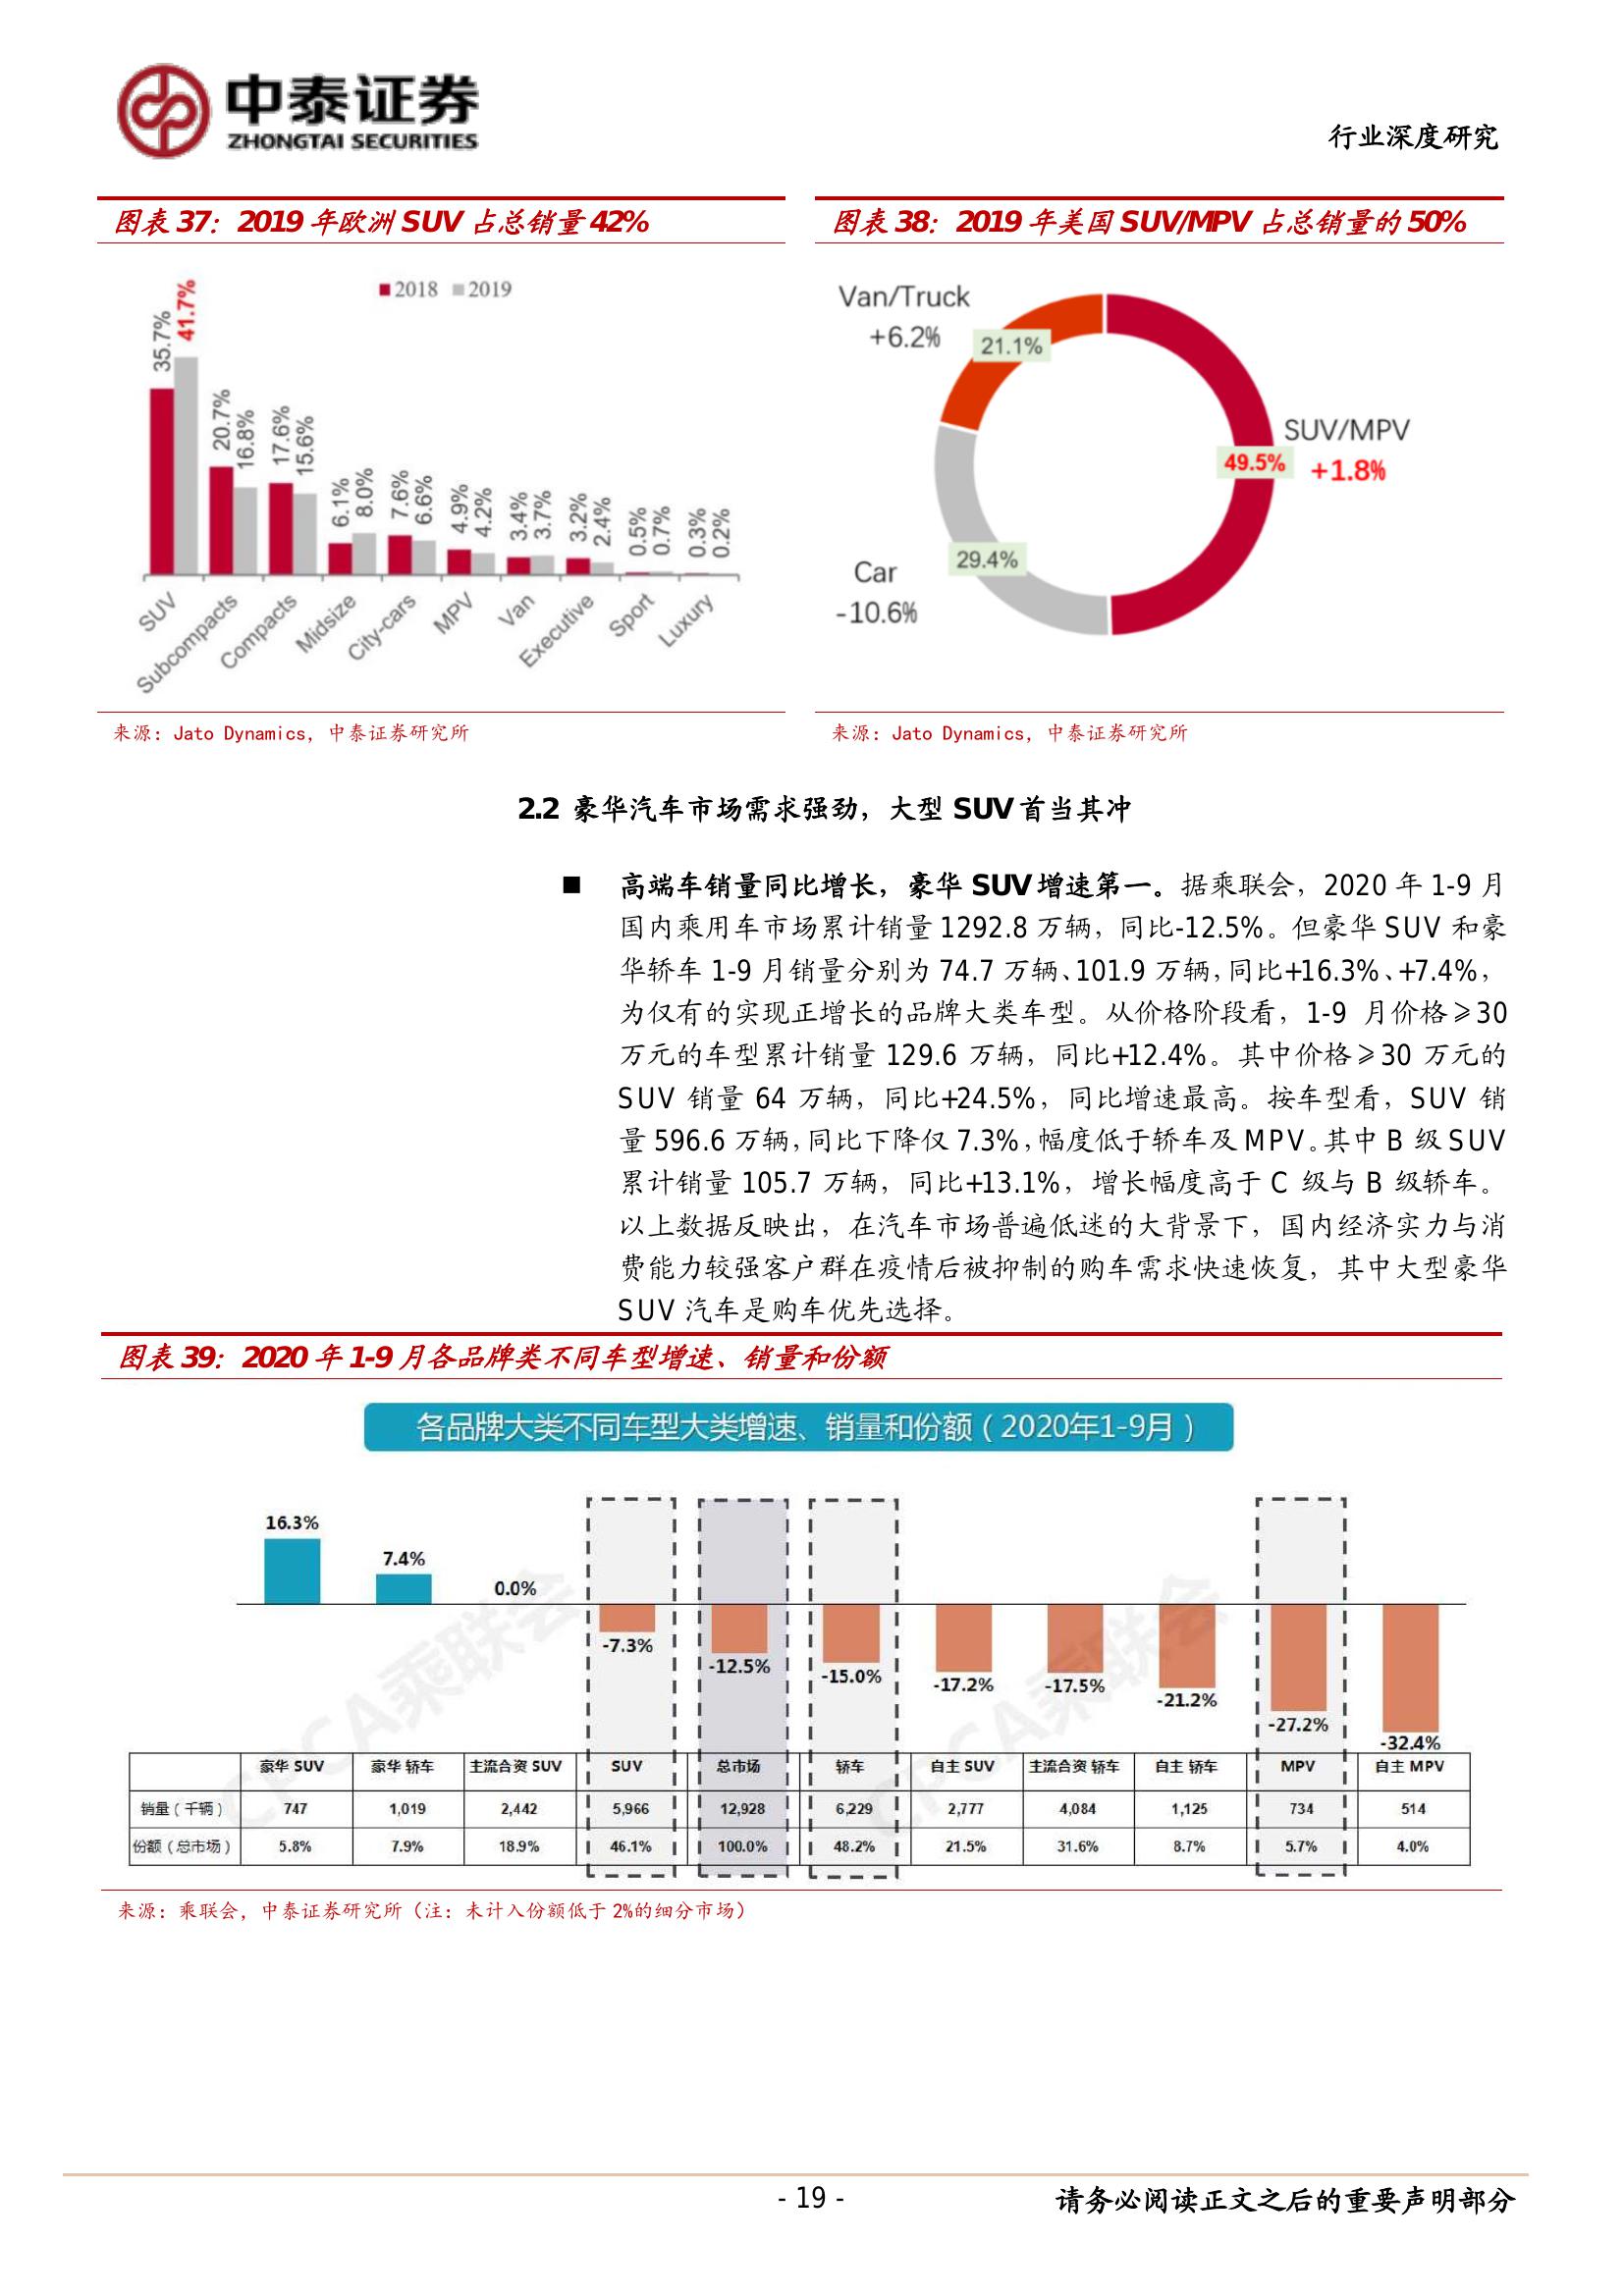 中泰证券
ZHONGTAI SECURITIES
行业深度研究
图表 37：2019 年欧洲 SUV 占总销量 42%
2018 2019
35.7% 41.7%
20.7% 16.8%
17.6% 15.6%
6.1% 8.0%
7.6% 6.6%
4.9% 4.2%
3.4% 3.7%
3.2% 2.4%
0.5% 0.7%
0.3% 0.2%
SUV Subcompacts Compacts Midsize City-cars MPV Van Executive Sport Luxury
来源：Jato Dynamics，中泰证券研究所
图表 38：2019 年美国 SUV/MPV 占总销量的 50%
Van/Truck
+6.2%
21.1%
SUV/MPV
49.5% +1.8%
29.4%
Car
-10.6%
来源：Jato Dynamics，中泰证券研究所
2.2 豪华汽车市场需求强劲，大型 SUV 首当其冲
■ 高端车销量同比增长，豪华 SUV 增速第一。据乘联会，2020 年 1-9 月
国内乘用车市场累计销量 1292.8 万辆，同比-12.5%。但豪华 SUV 和豪
华轿车 1-9 月销量分别为 74.7 万辆、101.9 万辆，同比+16.3%、+7.4%，
为仅有的实现正增长的品牌大类车型。从价格阶段看，1-9 月价格≥30
万元的车型累计销量 129.6 万辆，同比+12.4%。其中价格≥30 万元的
SUV 销量 64 万辆，同比+24.5%，同比增速最高。按车型看，SUV 销
量 596.6 万辆，同比下降仅 7.3%，幅度低于轿车及 MPV。其中 B 级 SUV
累计销量 105.7 万辆，同比+13.1%，增长幅度高于 C 级与 B 级轿车。
以上数据反映出，在汽车市场普遍低迷的大背景下，国内经济实力与消
费能力较强客户群在疫情后被抑制的购车需求快速恢复，其中大型豪华
SUV 汽车是购车优先选择。
图表 39：2020 年 1-9 月各品牌类不同车型增速、销量和份额
各品牌大类不同车型大类增速、销量和份额（2020年1-9月）
16.3% 7.4% 0.0% -7.3% -12.5% -15.0% -17.2% -17.5% -21.2% -27.2% -32.4%
CPCA乘联会 CPCA乘联会
豪华 SUV 豪华 轿车 主流合资 SUV SUV 总市场 轿车 自主 SUV 主流合资 轿车 自主 轿车 MPV 自主 MPV
销量（千辆） 747 1,019 2,442 5,966 12,928 6,229 2,777 4,084 1,125 734 514
份额（总市场） 5.8% 7.9% 18.9% 46.1% 100.0% 48.2% 21.5% 31.6% 8.7% 5.7% 4.0%
来源：乘联会，中泰证券研究所（注：未计入份额低于 2%的细分市场）
- 19 -
请务必阅读正文之后的重要声明部分